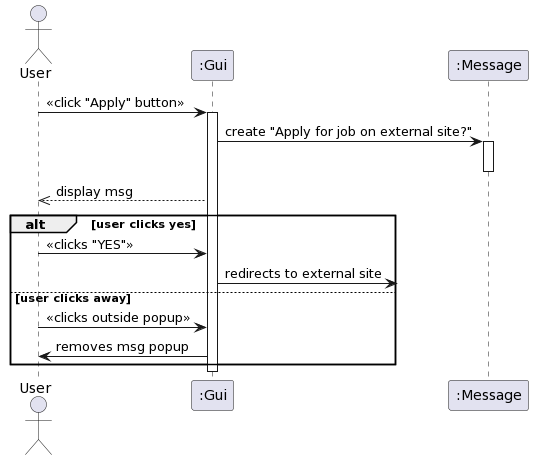 User
:Gui
:Message
«click "Apply" button»
create "Apply for job on external site?"
display msg
alt [user clicks yes]
«clicks "YES"»
redirects to external site
[user clicks away]
«clicks outside popup»
removes msg popup
User
:Gui
:Message